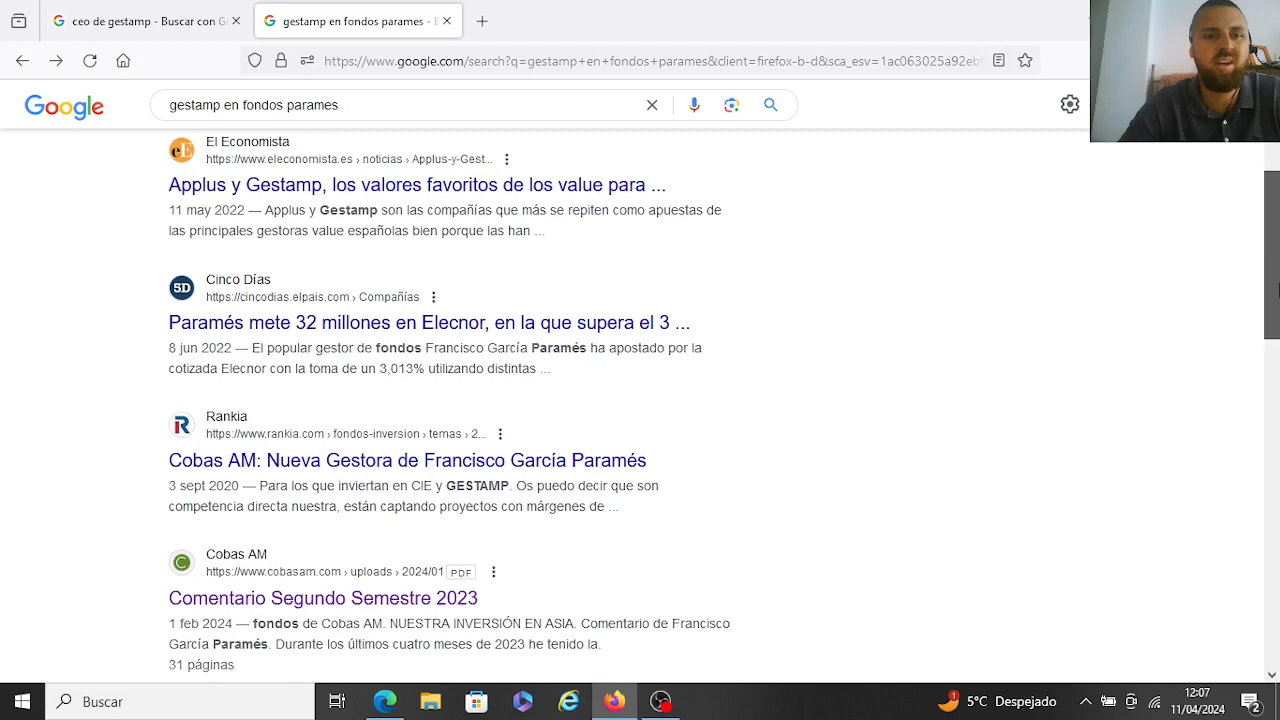 ceo de gestamp - Buscar con G
gestamp en fondos parames -
https://www.google.com/search?q=gestamp+en+fondos+parames&client=firefox-b-d&sca_esv=1ac063025a92eb
Google
gestamp en fondos parames
eE
El Economista
https://www.eleconomista.es › noticias › Applus-y-Gest...
Applus y Gestamp, los valores favoritos de los value para ...
11 may 2022 — Applus y Gestamp son las compañías que más se repiten como apuestas de
las principales gestoras value españolas bien porque las han ...
5D
Cinco Días
https://cincodias.elpais.com › Compañías
Paramés mete 32 millones en Elecnor, en la que supera el 3 ...
8 jun 2022 — El popular gestor de fondos Francisco García Paramés ha apostado por la
cotizada Elecnor con la toma de un 3,013% utilizando distintas ...
R
Rankia
https://www.rankia.com › fondos-inversion › temas › 2...
Cobas AM: Nueva Gestora de Francisco García Paramés
3 sept 2020 — Para los que inviertan en CIE y GESTAMP. Os puedo decir que son
competencia directa nuestra, están captando proyectos con márgenes de ...
C
Cobas AM
https://www.cobasam.com › uploads › 2024/01 PDF
Comentario Segundo Semestre 2023
1 feb 2024 — fondos de Cobas AM. NUESTRA INVERSIÓN EN ASIA. Comentario de Francisco
García Paramés. Durante los últimos cuatro meses de 2023 he tenido la.
31 páginas
Buscar
1
5°C Despejado
12:07
11/04/2024
2